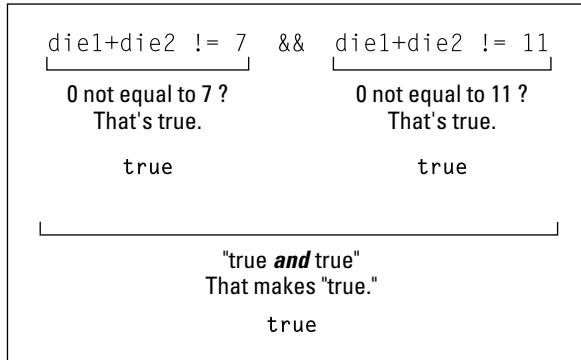 die1+die2 != 7 && die1+die2 != 11
0 not equal to 7 ? 0 not equal to 11 ?
That's true. That's true.
true true
"true and true"
That makes "true."
true